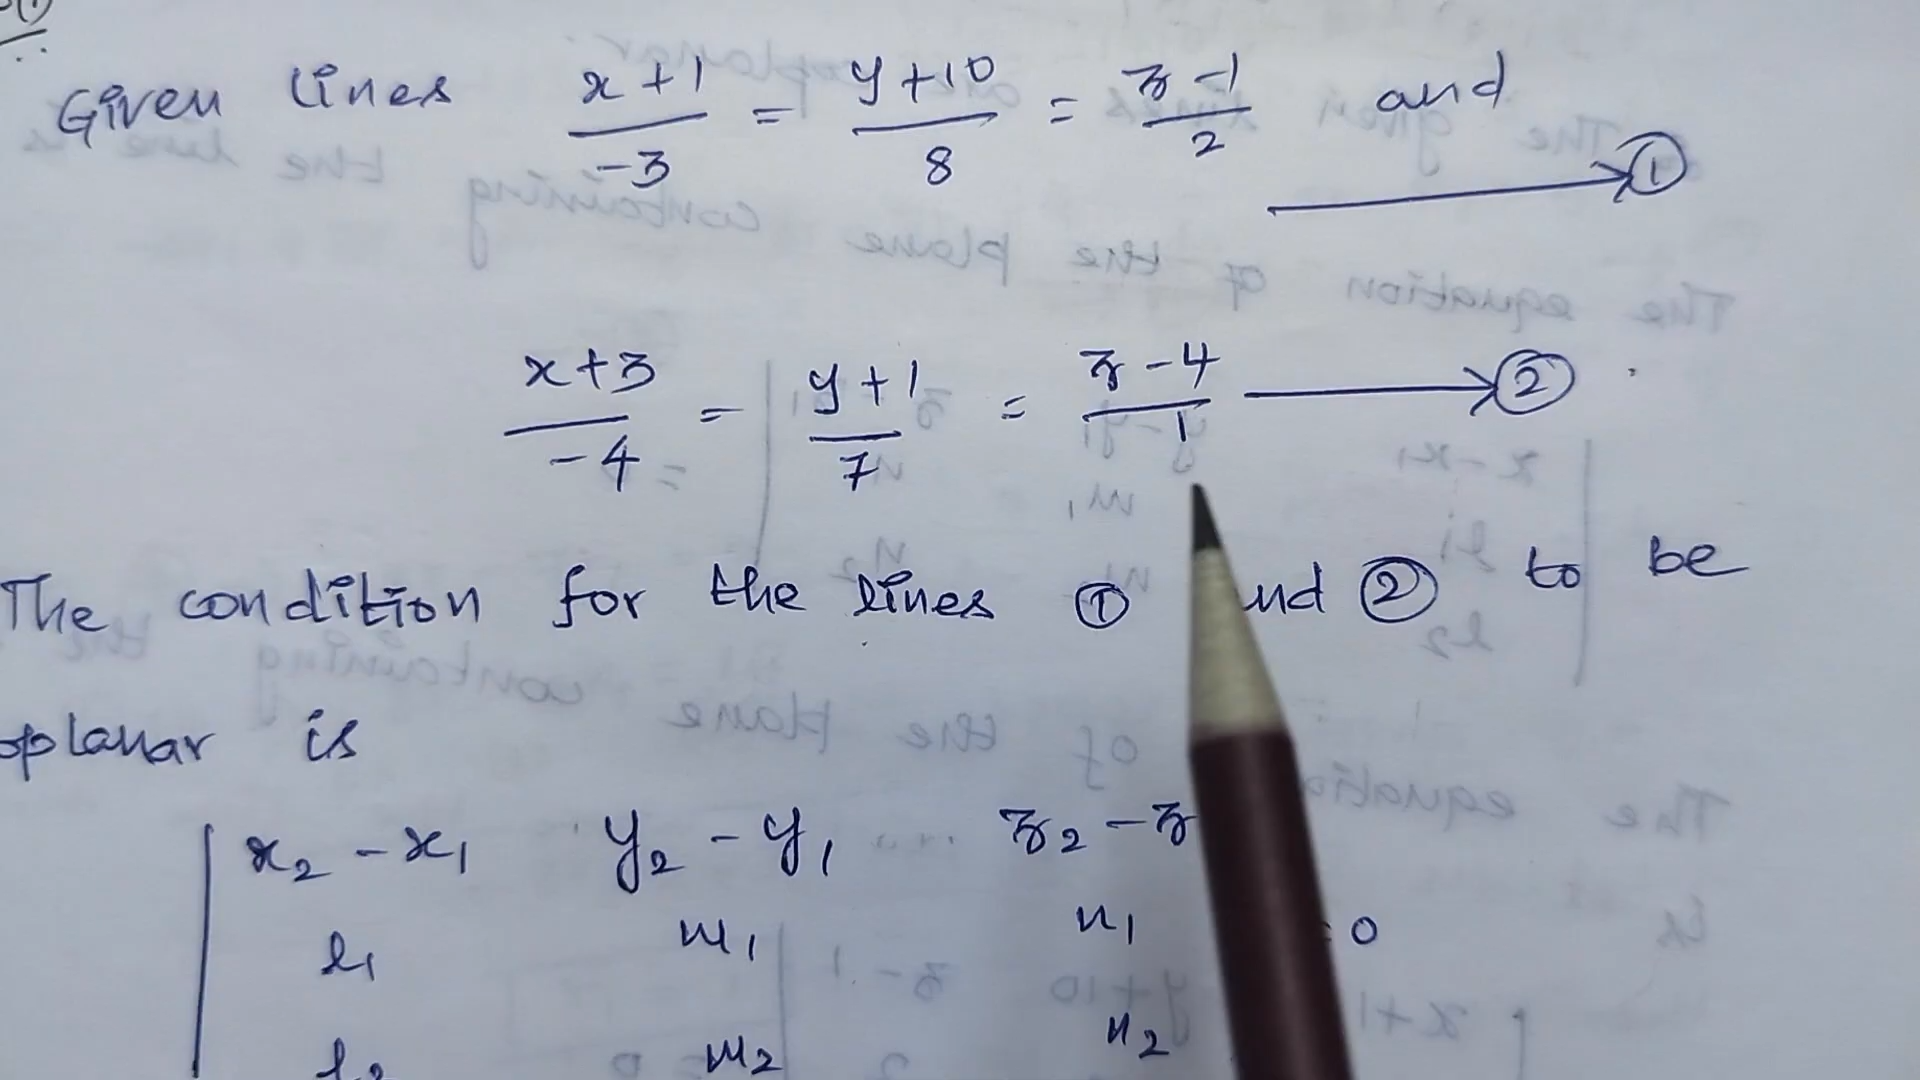 Given lines x+1/-3 = y+10/8 = z-1/2 and → ①
x+3/-4 = y+1/7 = z-4/1 → ②
The condition for the lines ① and ② to be
oplanar is
| x₂ - x₁ y₂ - y₁ z₂ - z
l₁ m₁ n₁ = 0
l₂ m₂ n₂